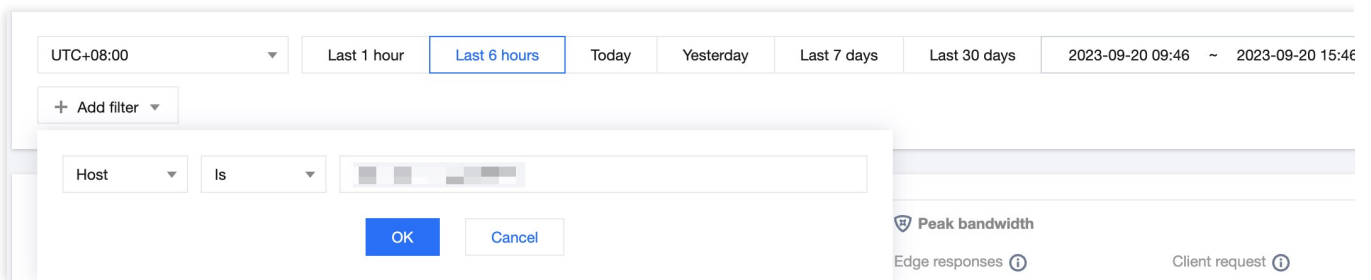 UTC+08:00 Last 1 hour Last 6 hours Today Yesterday Last 7 days Last 30 days 2023-09-20 09:46 ~ 2023-09-20 15:46
+ Add filter
Host Is
OK Cancel
Peak bandwidth
Edge responses Client request